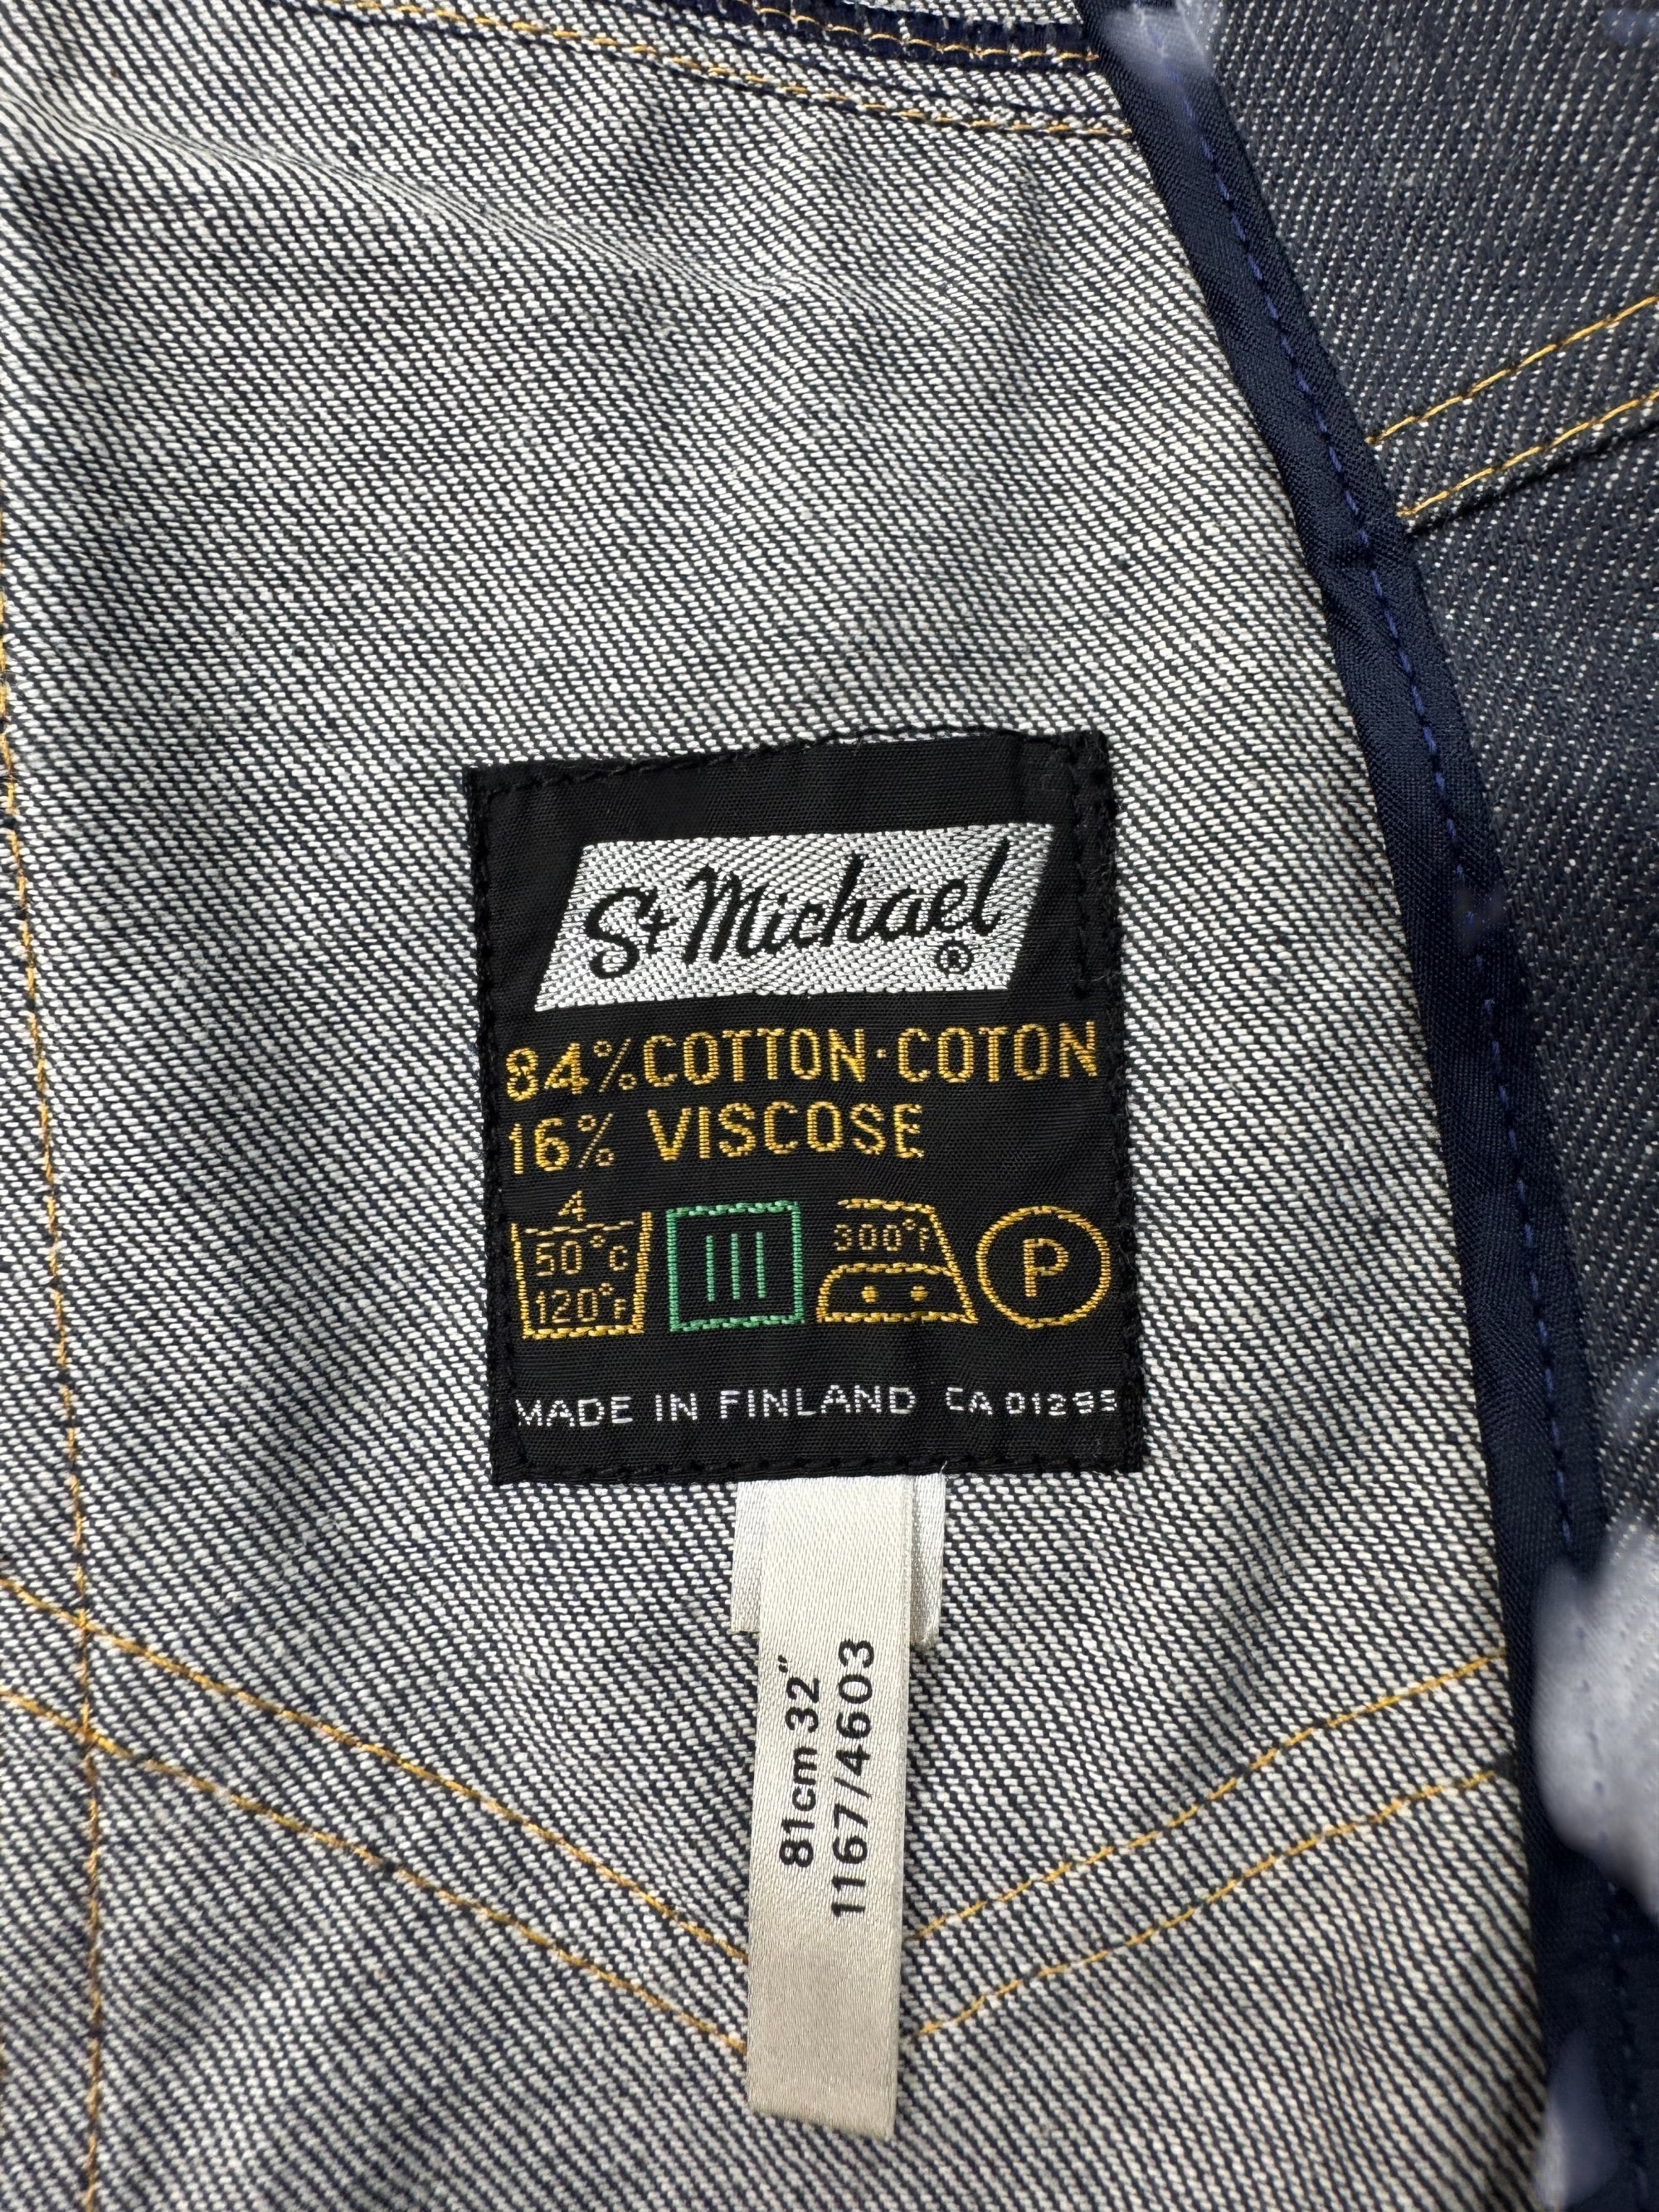 St Michael ®
84% COTTON·COTON
16% VISCOSE
4
50°C
120°F
300°F
P
MADE IN FINLAND CA 01295
81cm 32"
1167/4603